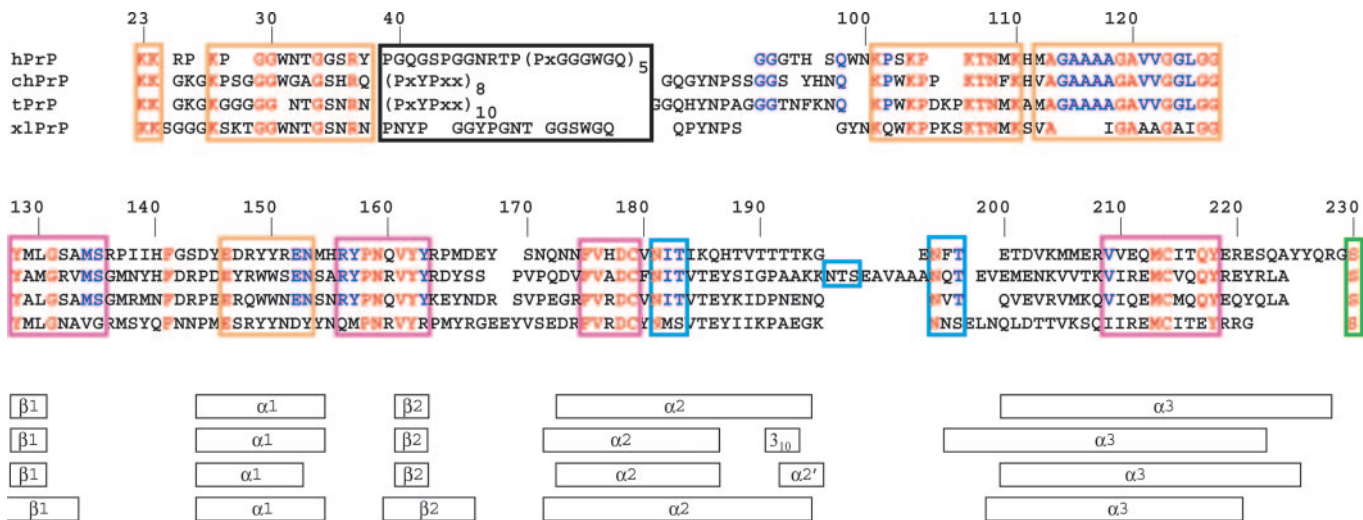 23 30 40 100 110 120
hPrP KK RP KP GGWNTGGSRY PGQGSPGGNRTP(PxGGGWGQ)5 GGGTH SQWNKPSKP KTNMKHMAGAAAAGAVVGGLGG
chPrP KK GKGKPSGGGWGAGSHRQ (PxYPxx)8 GQGYNPSSGGS YHNQ KPWKPP KTNFKHVAGAAAAGAVVGGLGG
tPrP KK GKGKGGGGG NTGSNRN (PxYPxx)10 GGQHYNPAGGGTNFKNQ KPWKPDKPKTNMKAMAGAAAAGAVVGGLGG
xlPrP KKSGGGKSKTGGWNTGSNRN PNYP GGYPGNT GGSWGQ QPYNPS GYNKQWKPPKSKTNMKSVA IGAAAGAIGG
130 140 150 160 170 180 190 200 210 220 230
YMLGSAMSRPIIHFGSDYEDRYYRENMHRYPNQVYYRPMDEY SNQNNFVHDCVNITIKQHTVTTTTKG ENFT ETDVKMMERVVEQMCITQYERESQAYYQRGS
YAMGRVMSGMNYHFDRPDEYRWWSENSARYPNRVYYRDYSS PVPQDVFVADCFNITVTEYSIGPAAKKNTSEAVAAANQT EVEMENKVVTKVIREMCVQQYREYRLA S
YALGSAMSGMRMNFDRPEERQWWNENSNRYPNQVYYKEYNDR SVPEGRFVRDCVNITVTEYKIDPNENQ NVT QVEVRVMKQVIQEMCMQQYEQYQLA S
YMLGNAVGRMSYQFNNPMESRYYNDYYNQMPNRVYRPMYRGEEYVSEDRFVRDCYNMSVTEYIIKPAEGK NNSELNQLDTTVKSQIIREMCITEYRRG S
β1 α1 β2 α2 α3
β1 α1 β2 α2 3₁₀ α3
β1 α1 β2 α2 α2' α3
β1 α1 β2 α2 α3